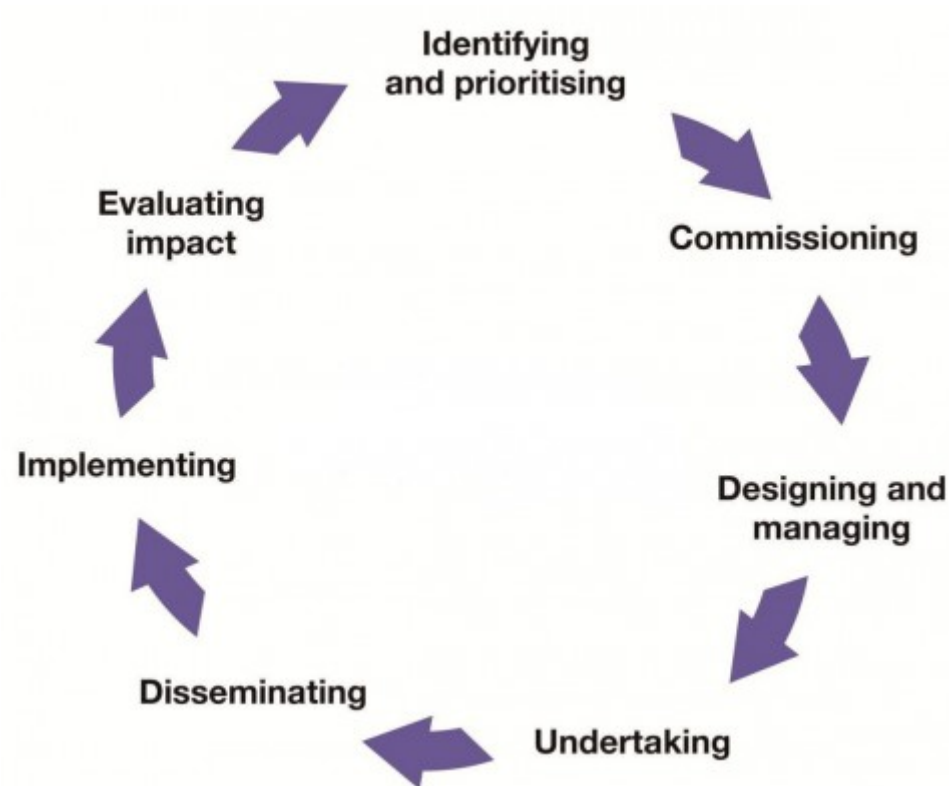 Identifying
and prioritising
Commissioning
Designing and
managing
Undertaking
Disseminating
Implementing
Evaluating
impact